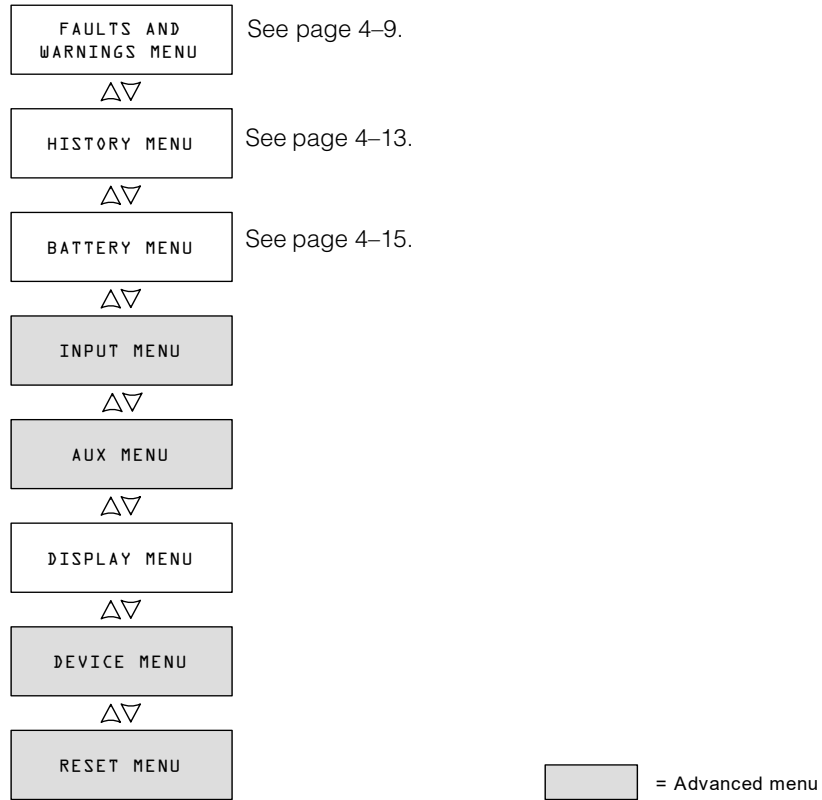 FAULTS AND
WARNINGS MENU
See page 4–9.
HISTORY MENU
See page 4–13.
BATTERY MENU
See page 4–15.
INPUT MENU
AUX MENU
DISPLAY MENU
DEVICE MENU
RESET MENU
= Advanced menu